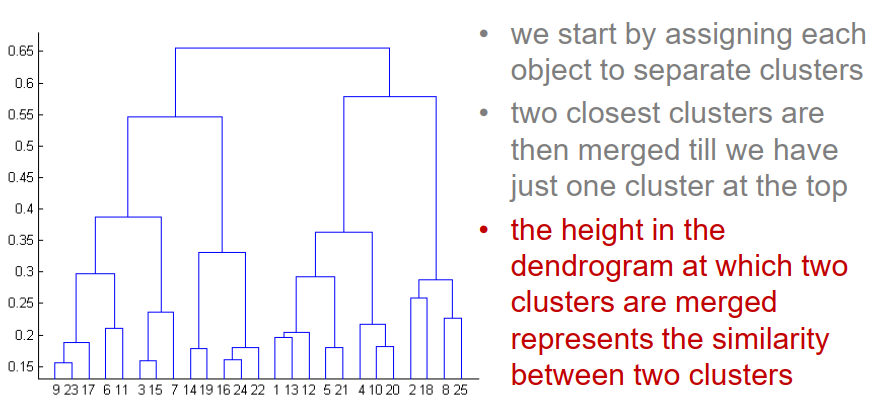 0.65
0.6
0.55
0.5
0.45
0.4
0.35
0.3
0.25
0.2
0.15
9 23 17 6 11 3 15 7 14 19 16 24 22 1 13 12 5 21 4 10 20 2 18 8 25
• we start by assigning each
object to separate clusters
• two closest clusters are
then merged till we have
just one cluster at the top
• the height in the
dendrogram at which two
clusters are merged
represents the similarity
between two clusters